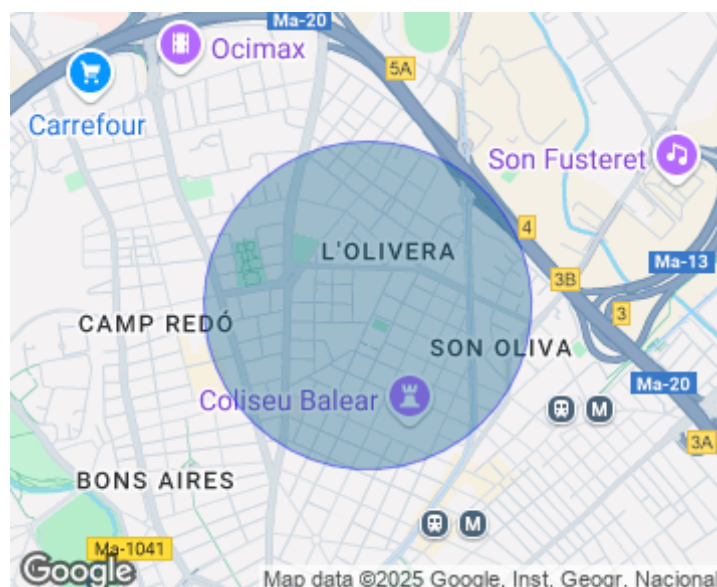 Ma-20
Ocimax
5A
Carrefour
Son Fusteret
4
L'OLIVERA
Ma-13
3B
3
CAMP REDÓ
SON OLIVA
Ma-20
Coliseu Balear
M
3A
BONS AIRES
M
Ma-1041
Google
Map data ©2025 Google, Inst. Geogr. Nacional